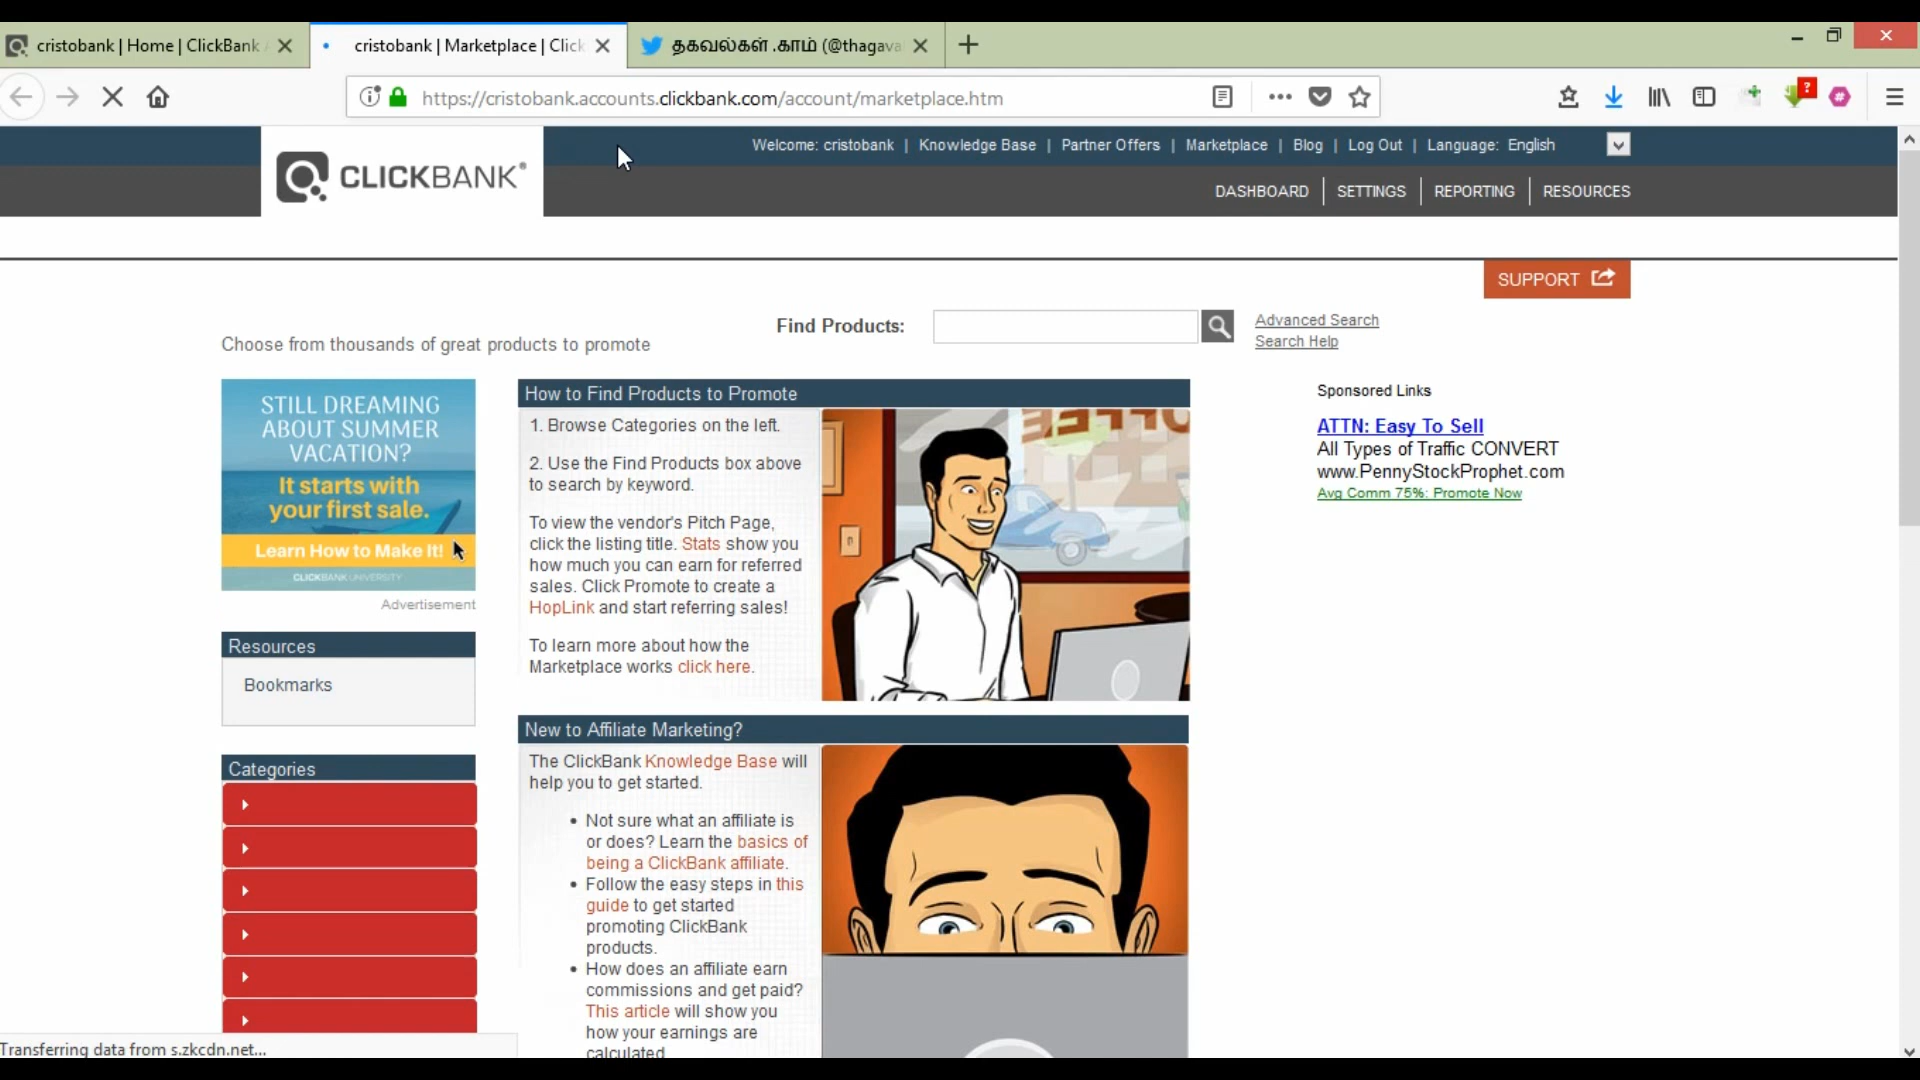 cristobank | Home | ClickBank
cristobank | Marketplace | Click
தகவல்கள் .காம் (@thagava
https://cristobank.accounts.clickbank.com/account/marketplace.htm
Welcome: cristobank | Knowledge Base | Partner Offers | Marketplace | Blog | Log Out | Language: English
CLICKBANK®
DASHBOARD | SETTINGS | REPORTING | RESOURCES
SUPPORT
Find Products:
Advanced Search
Search Help
Choose from thousands of great products to promote
STILL DREAMING
ABOUT SUMMER
VACATION?
It starts with
your first sale.
Learn How to Make It!
CLICKBANK UNIVERSITY
Advertisement
Resources
Bookmarks
Categories
How to Find Products to Promote
1. Browse Categories on the left.
2. Use the Find Products box above
to search by keyword.
To view the vendor's Pitch Page,
click the listing title. Stats show you
how much you can earn for referred
sales. Click Promote to create a
HopLink and start referring sales!
To learn more about how the
Marketplace works click here.
New to Affiliate Marketing?
The ClickBank Knowledge Base will
help you to get started.
• Not sure what an affiliate is
or does? Learn the basics of
being a ClickBank affiliate.
• Follow the easy steps in this
guide to get started
promoting ClickBank
products.
• How does an affiliate earn
commissions and get paid?
This article will show you
how your earnings are
calculated
Sponsored Links
ATTN: Easy To Sell
All Types of Traffic CONVERT
www.PennyStockProphet.com
Avg Comm 75%: Promote Now
Transferring data from s.zkcdn.net...